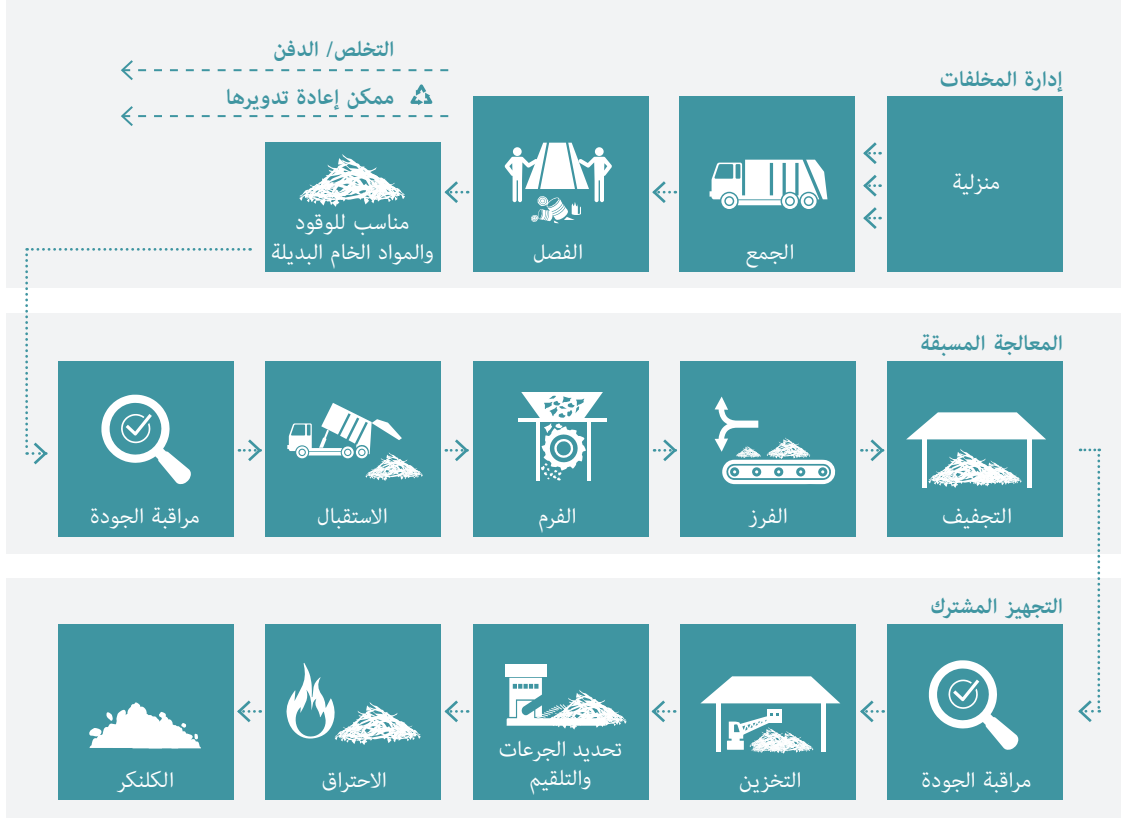 التخلص/ الدفن
ممكن إعادة تدويرها
إدارة المخلفات
منزلية
الجمع
الفصل
مناسب للوقود
والمواد الخام البديلة
المعالجة المسبقة
مراقبة الجودة
الاستقبال
الفرم
الفرز
التجفيف
التجهيز المشترك
مراقبة الجودة
التخزين
تحديد الجرعات
والتلقيم
الاحتراق
الكلنكر